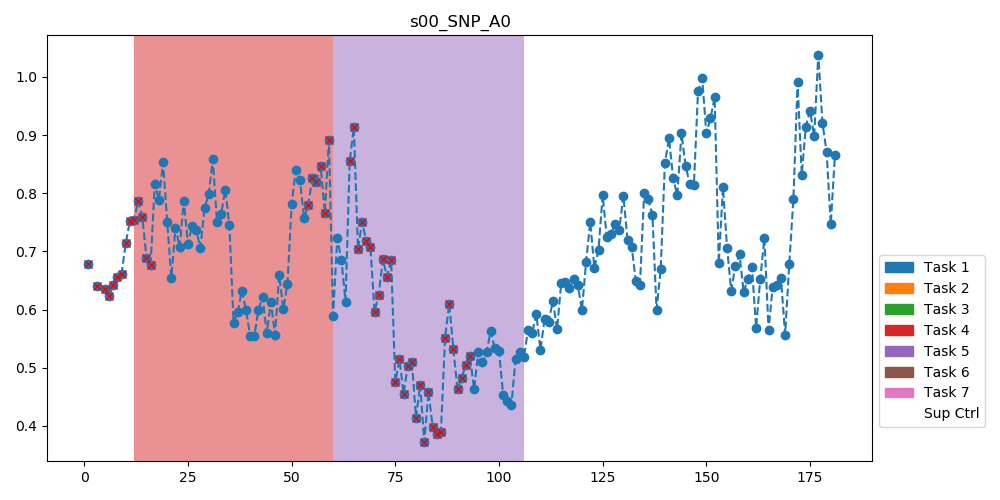 s00_SNP_A0
1.0
0.9
0.8
0.7
0.6
0.5
0.4
0 25 50 75 100 125 150 175
Task 1
Task 2
Task 3
Task 4
Task 5
Task 6
Task 7
Sup Ctrl